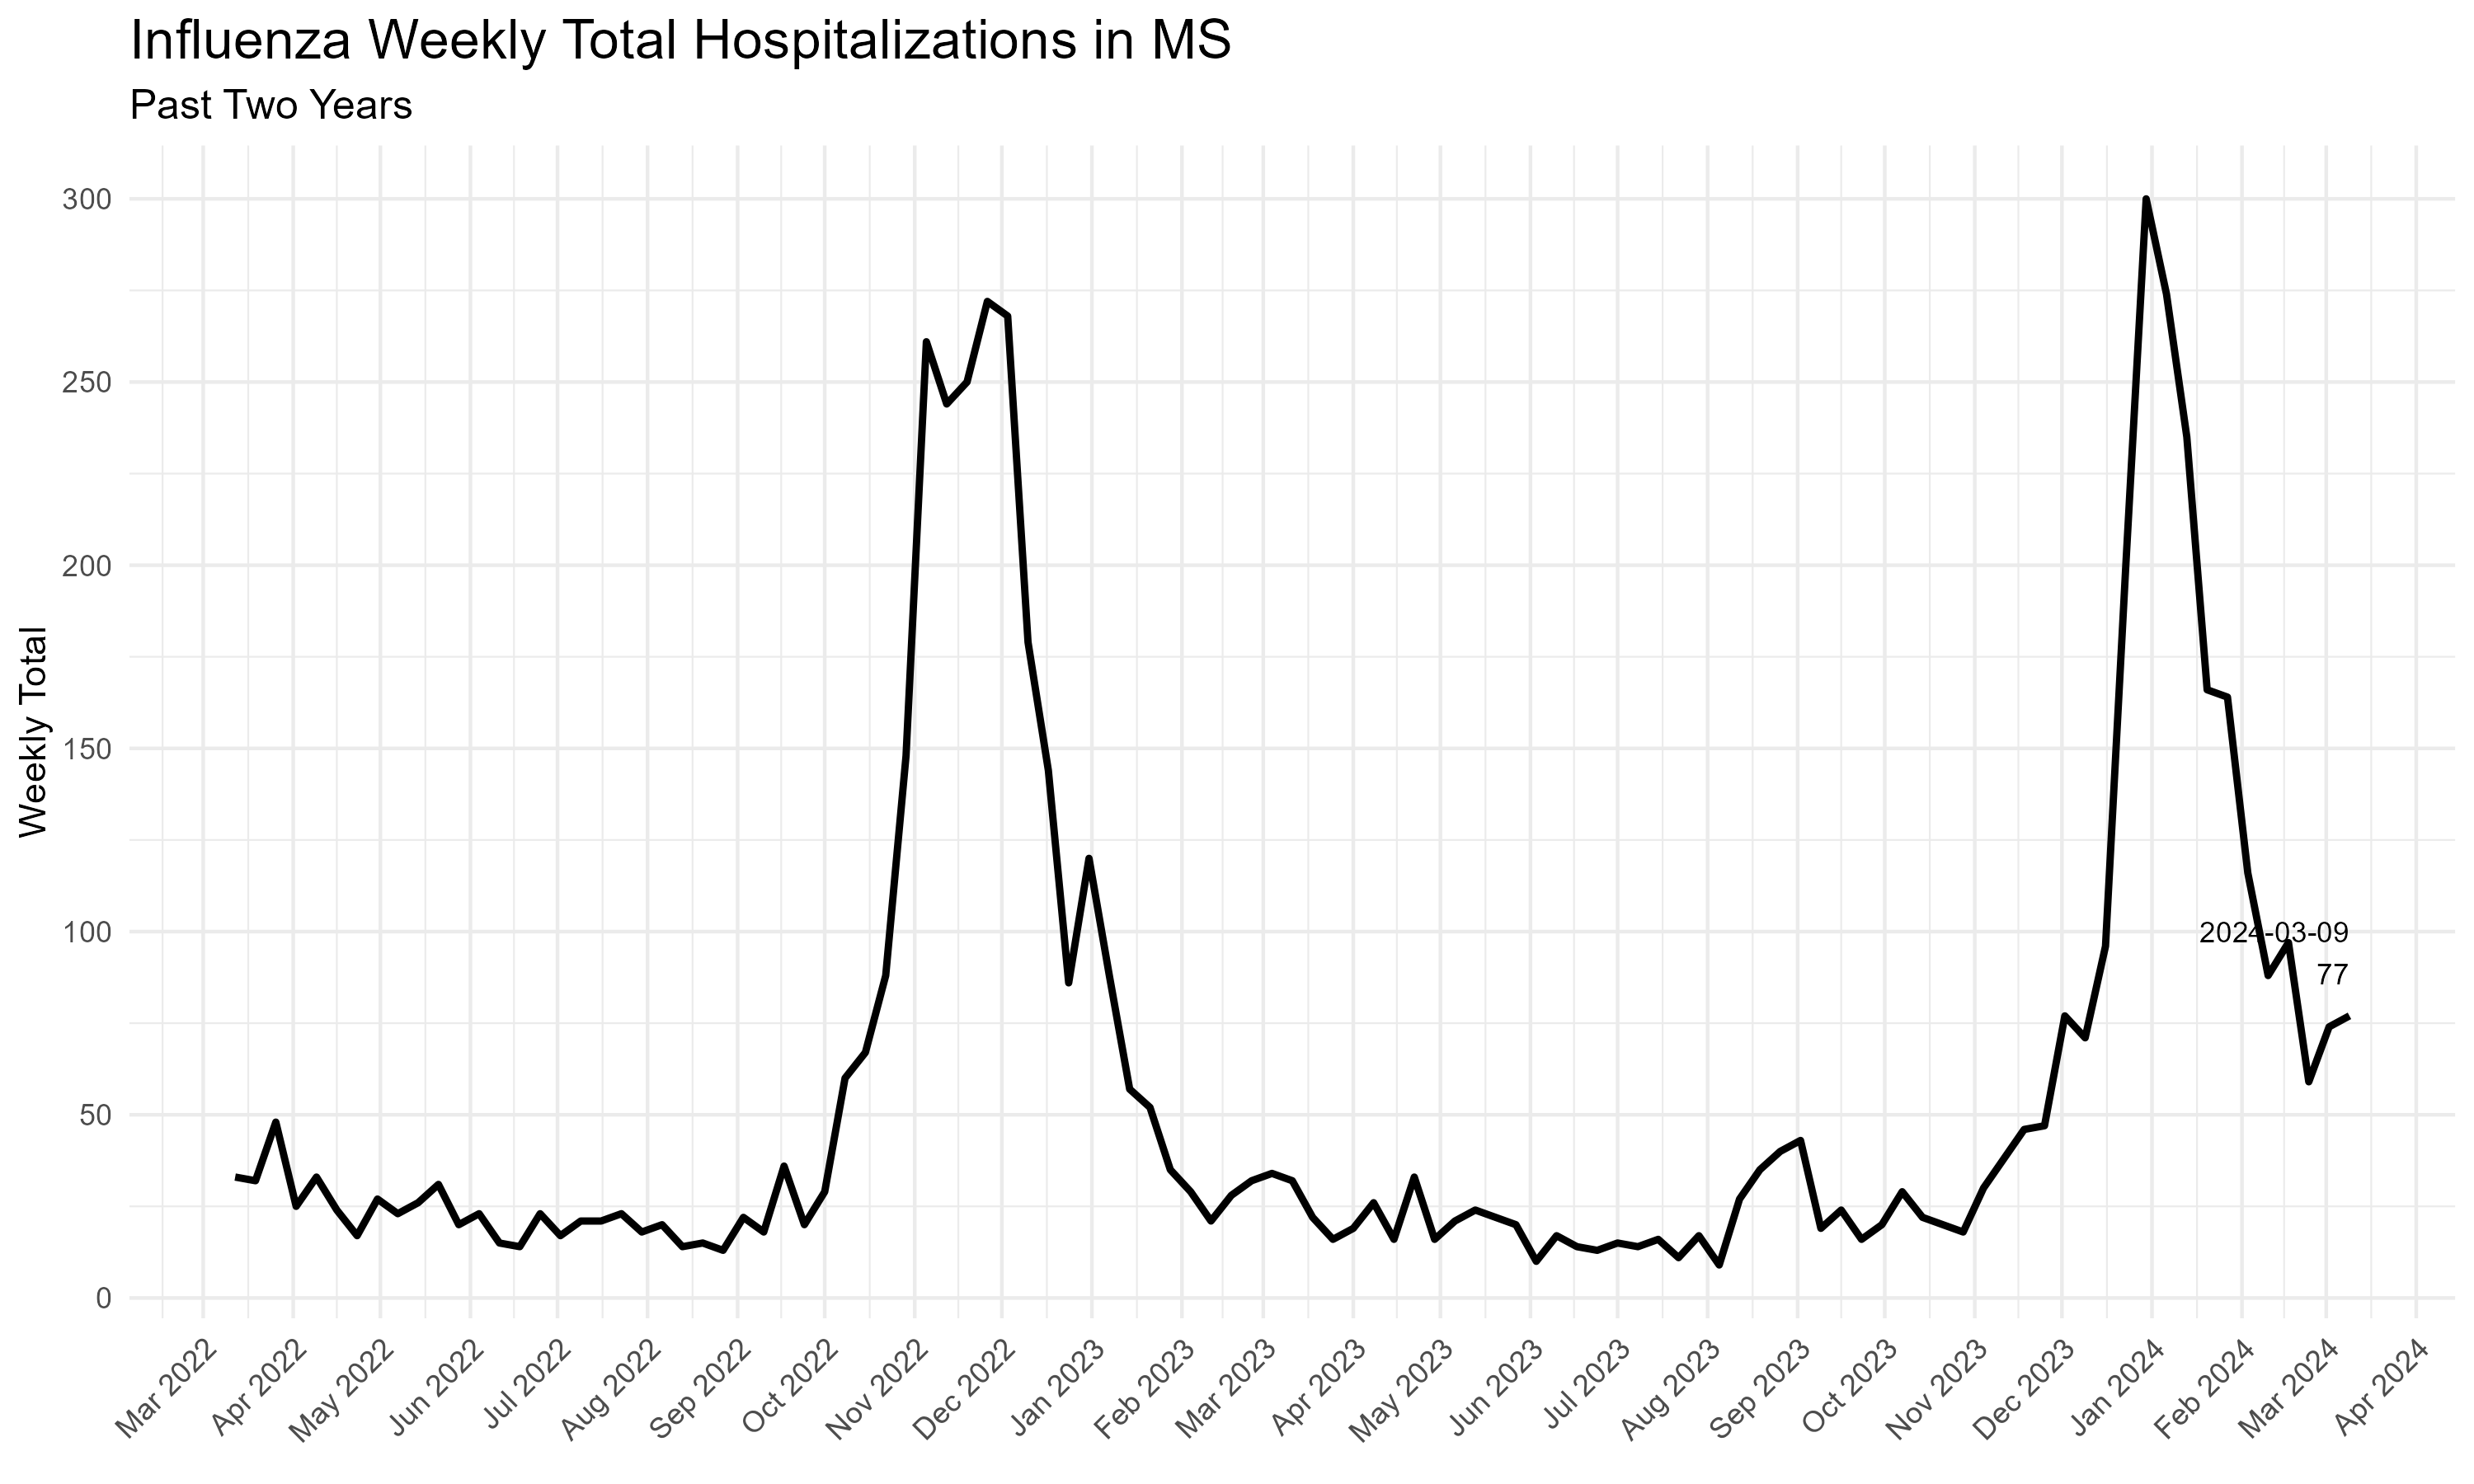 Influenza Weekly Total Hospitalizations in MS
Past Two Years
Weekly Total
300
250
200
150
100
50
0
2024-03-09
77
Mar 2022
Apr 2022
May 2022
Jun 2022
Jul 2022
Aug 2022
Sep 2022
Oct 2022
Nov 2022
Dec 2022
Jan 2023
Feb 2023
Mar 2023
Apr 2023
May 2023
Jun 2023
Jul 2023
Aug 2023
Sep 2023
Oct 2023
Nov 2023
Dec 2023
Jan 2024
Feb 2024
Mar 2024
Apr 2024